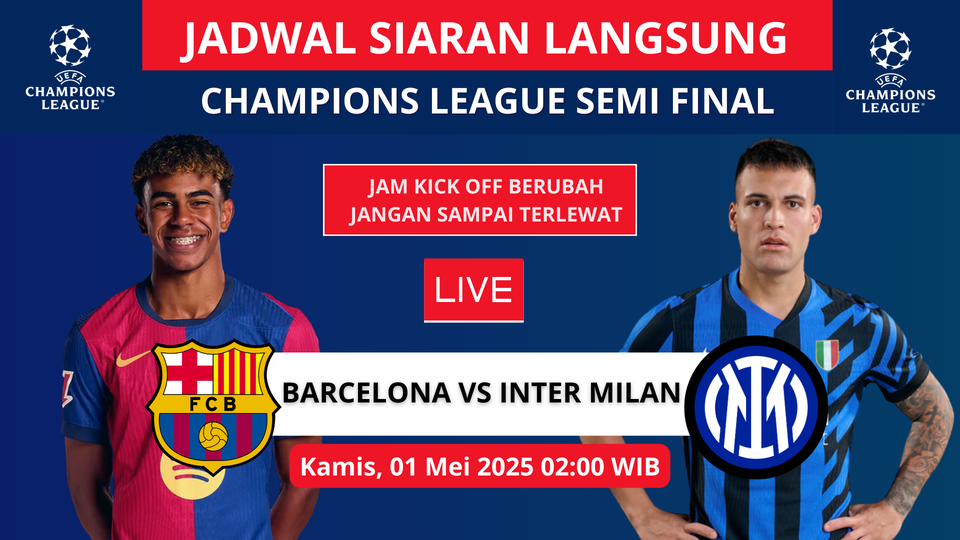 JADWAL SIARAN LANGSUNG
CHAMPIONS LEAGUE SEMI FINAL
UEFA
CHAMPIONS
LEAGUE
UEFA
CHAMPIONS
LEAGUE
JAM KICK OFF BERUBAH
JANGAN SAMPAI TERLEWAT
LIVE
FCB
BARCELONA VS INTER MILAN
Kamis, 01 Mei 2025 02:00 WIB